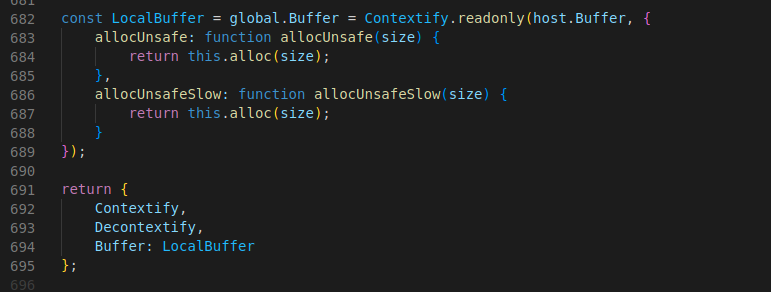 681
682 const LocalBuffer = global.Buffer = Contextify.readonly(host.Buffer, {
683     allocUnsafe: function allocUnsafe(size) {
684         return this.alloc(size);
685     },
686     allocUnsafeSlow: function allocUnsafeSlow(size) {
687         return this.alloc(size);
688     }
689 });
690
691 return {
692     Contextify,
693     Decontextify,
694     Buffer: LocalBuffer
695 };
696